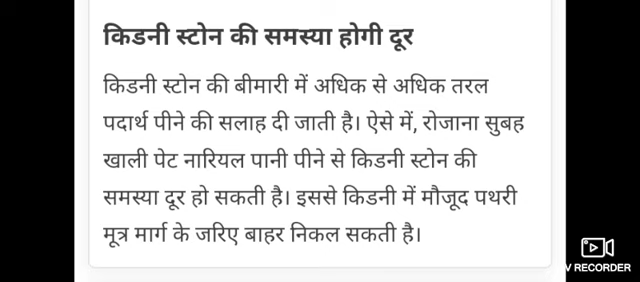 किडनी स्टोन की समस्या होगी दूर
किडनी स्टोन की बीमारी में अधिक से अधिक तरल
पदार्थ पीने की सलाह दी जाती है। ऐसे में, रोजाना सुबह
खाली पेट नारियल पानी पीने से किडनी स्टोन की
समस्या दूर हो सकती है। इससे किडनी में मौजूद पथरी
मूत्र मार्ग के जरिए बाहर निकल सकती है।
V RECORDER